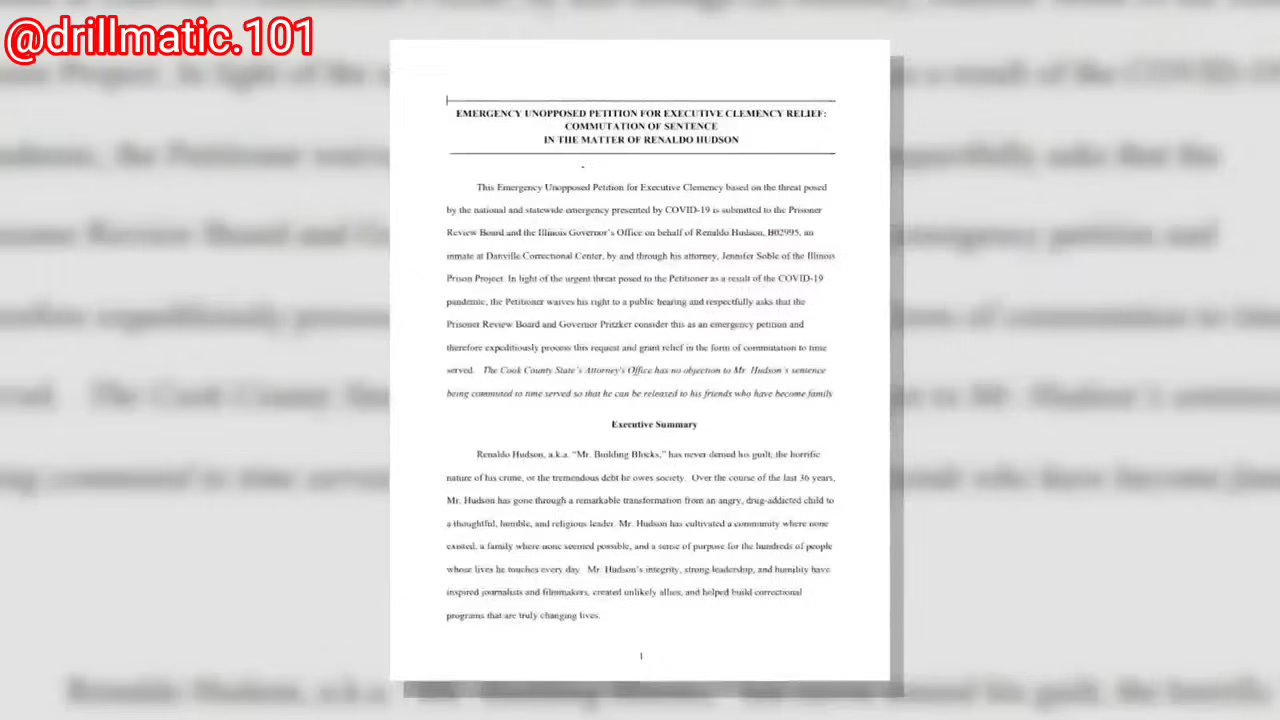 @drillmatic.101
EMERGENCY UNOPPOSED PETITION FOR EXECUTIVE CLEMENCY RELIEF:
COMMUTATION OF SENTENCE
IN THE MATTER OF RENALDO HUDSON
This Emergency Unopposed Petition for Executive Clemency based on the threat posed
by the national and statewide emergency presented by COVID-19 is submitted to the Prisoner
Review Board and the Illinois Governor's Office on behalf of Renaldo Hudson, H02995, an
inmate at Danville Correctional Center, by and through his attorney, Jennifer Soble of the Illinois
Prison Project. In light of the urgent threat posed to the Petitioner as a result of the COVID-19
pandemic, the Petitioner waives his right to a public hearing and respectfully asks that the
Prisoner Review Board and Governor Pritzker consider this as an emergency petition and
therefore expeditiously process this request and grant relief in the form of commutation to time
served. The Cook County State's Attorney's Office has no objection to Mr. Hudson's sentence
being commuted to time served so that he can be released to his friends who have become family
Executive Summary
Renaldo Hudson, a.k.a. "Mr. Building Blocks," has never denied his guilt, the horrific
nature of his crime, or the tremendous debt he owes society. Over the course of the last 36 years,
Mr. Hudson has gone through a remarkable transformation from an angry, drug-addicted child to
a thoughtful, humble, and religious leader. Mr. Hudson has cultivated a community where none
existed, a family where none seemed possible, and a sense of purpose for the hundreds of people
whose lives he touches every day. Mr. Hudson's integrity, strong leadership, and humility have
inspired journalists and filmmakers, created unlikely allies, and helped build correctional
programs that are truly changing lives.
1